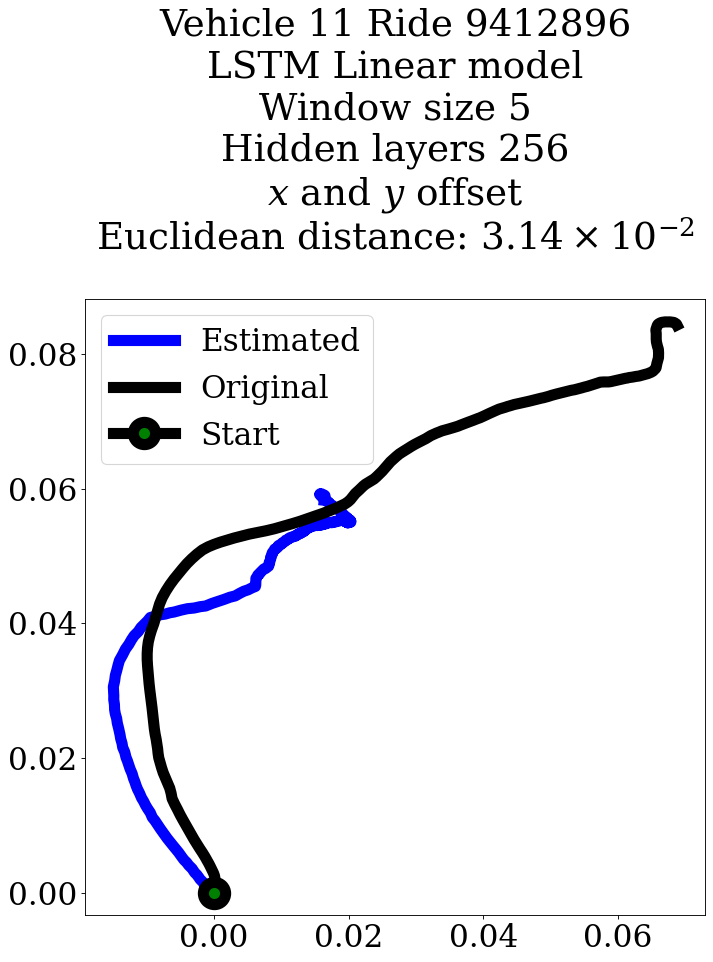 Vehicle 11 Ride 9412896
LSTM Linear model
Window size 5
Hidden layers 256
x and y offset
Euclidean distance: 3.14 × 10⁻²
Estimated
Original
Start
0.08
0.06
0.04
0.02
0.00
0.00 0.02 0.04 0.06